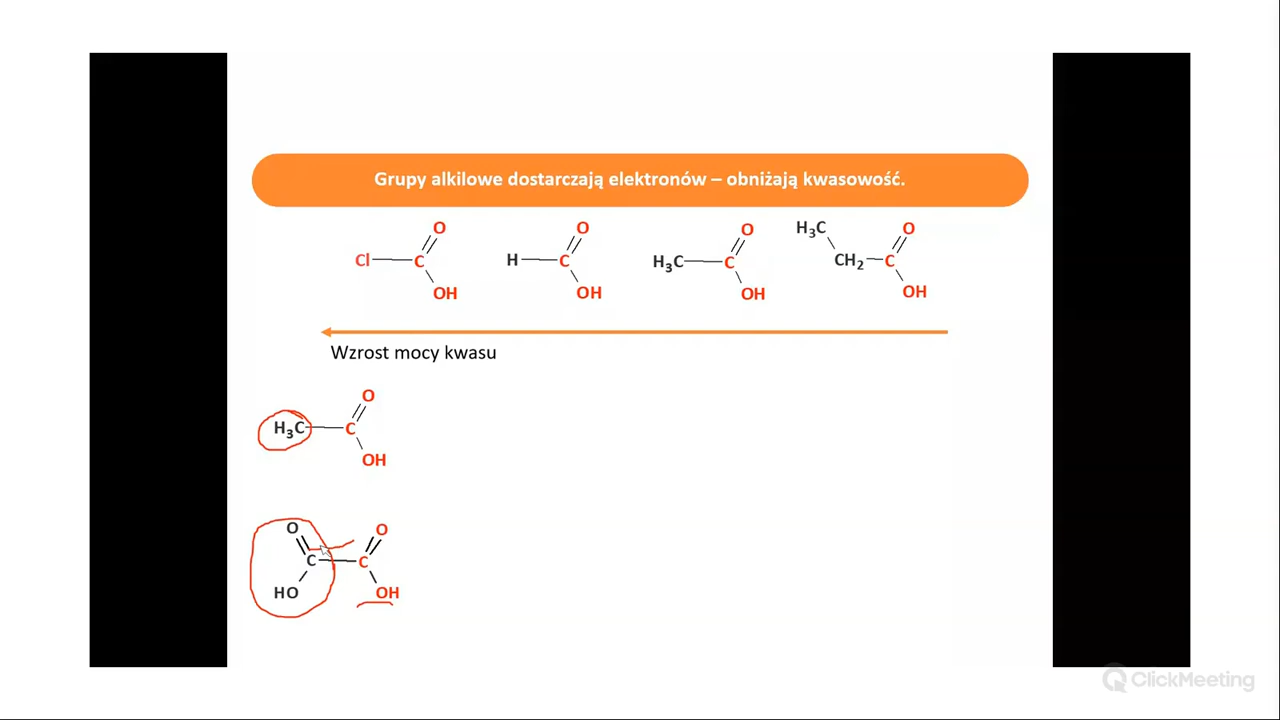 Grupy alkilowe dostarczają elektronów – obniżają kwasowość.
O O O H₃C O
Cl C H C H₃C C CH₂ C
OH OH OH OH
Wzrost mocy kwasu
O
H₃C C
OH
O O
C C
HO OH
ClickMeeting